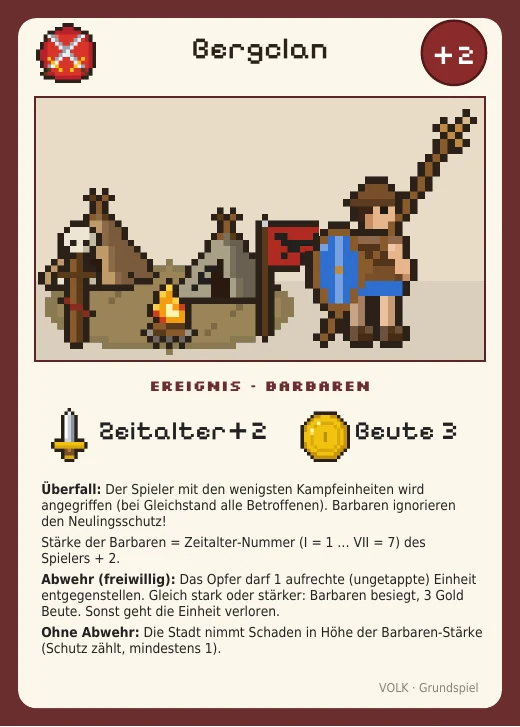 Bergclan
+2
EREIGNIS · BARBAREN
Zeitalter+2
Beute 3
Überfall: Der Spieler mit den wenigsten Kampfeinheiten wird
angegriffen (bei Gleichstand alle Betroffenen). Barbaren ignorieren
den Neulingsschutz!
Stärke der Barbaren = Zeitalter-Nummer (I = 1 … VII = 7) des
Spielers + 2.
Abwehr (freiwillig): Das Opfer darf 1 aufrechte (ungetappte) Einheit
entgegenstellen. Gleich stark oder stärker: Barbaren besiegt, 3 Gold
Beute. Sonst geht die Einheit verloren.
Ohne Abwehr: Die Stadt nimmt Schaden in Höhe der Barbaren-Stärke
(Schutz zählt, mindestens 1).
VOLK · Grundspiel